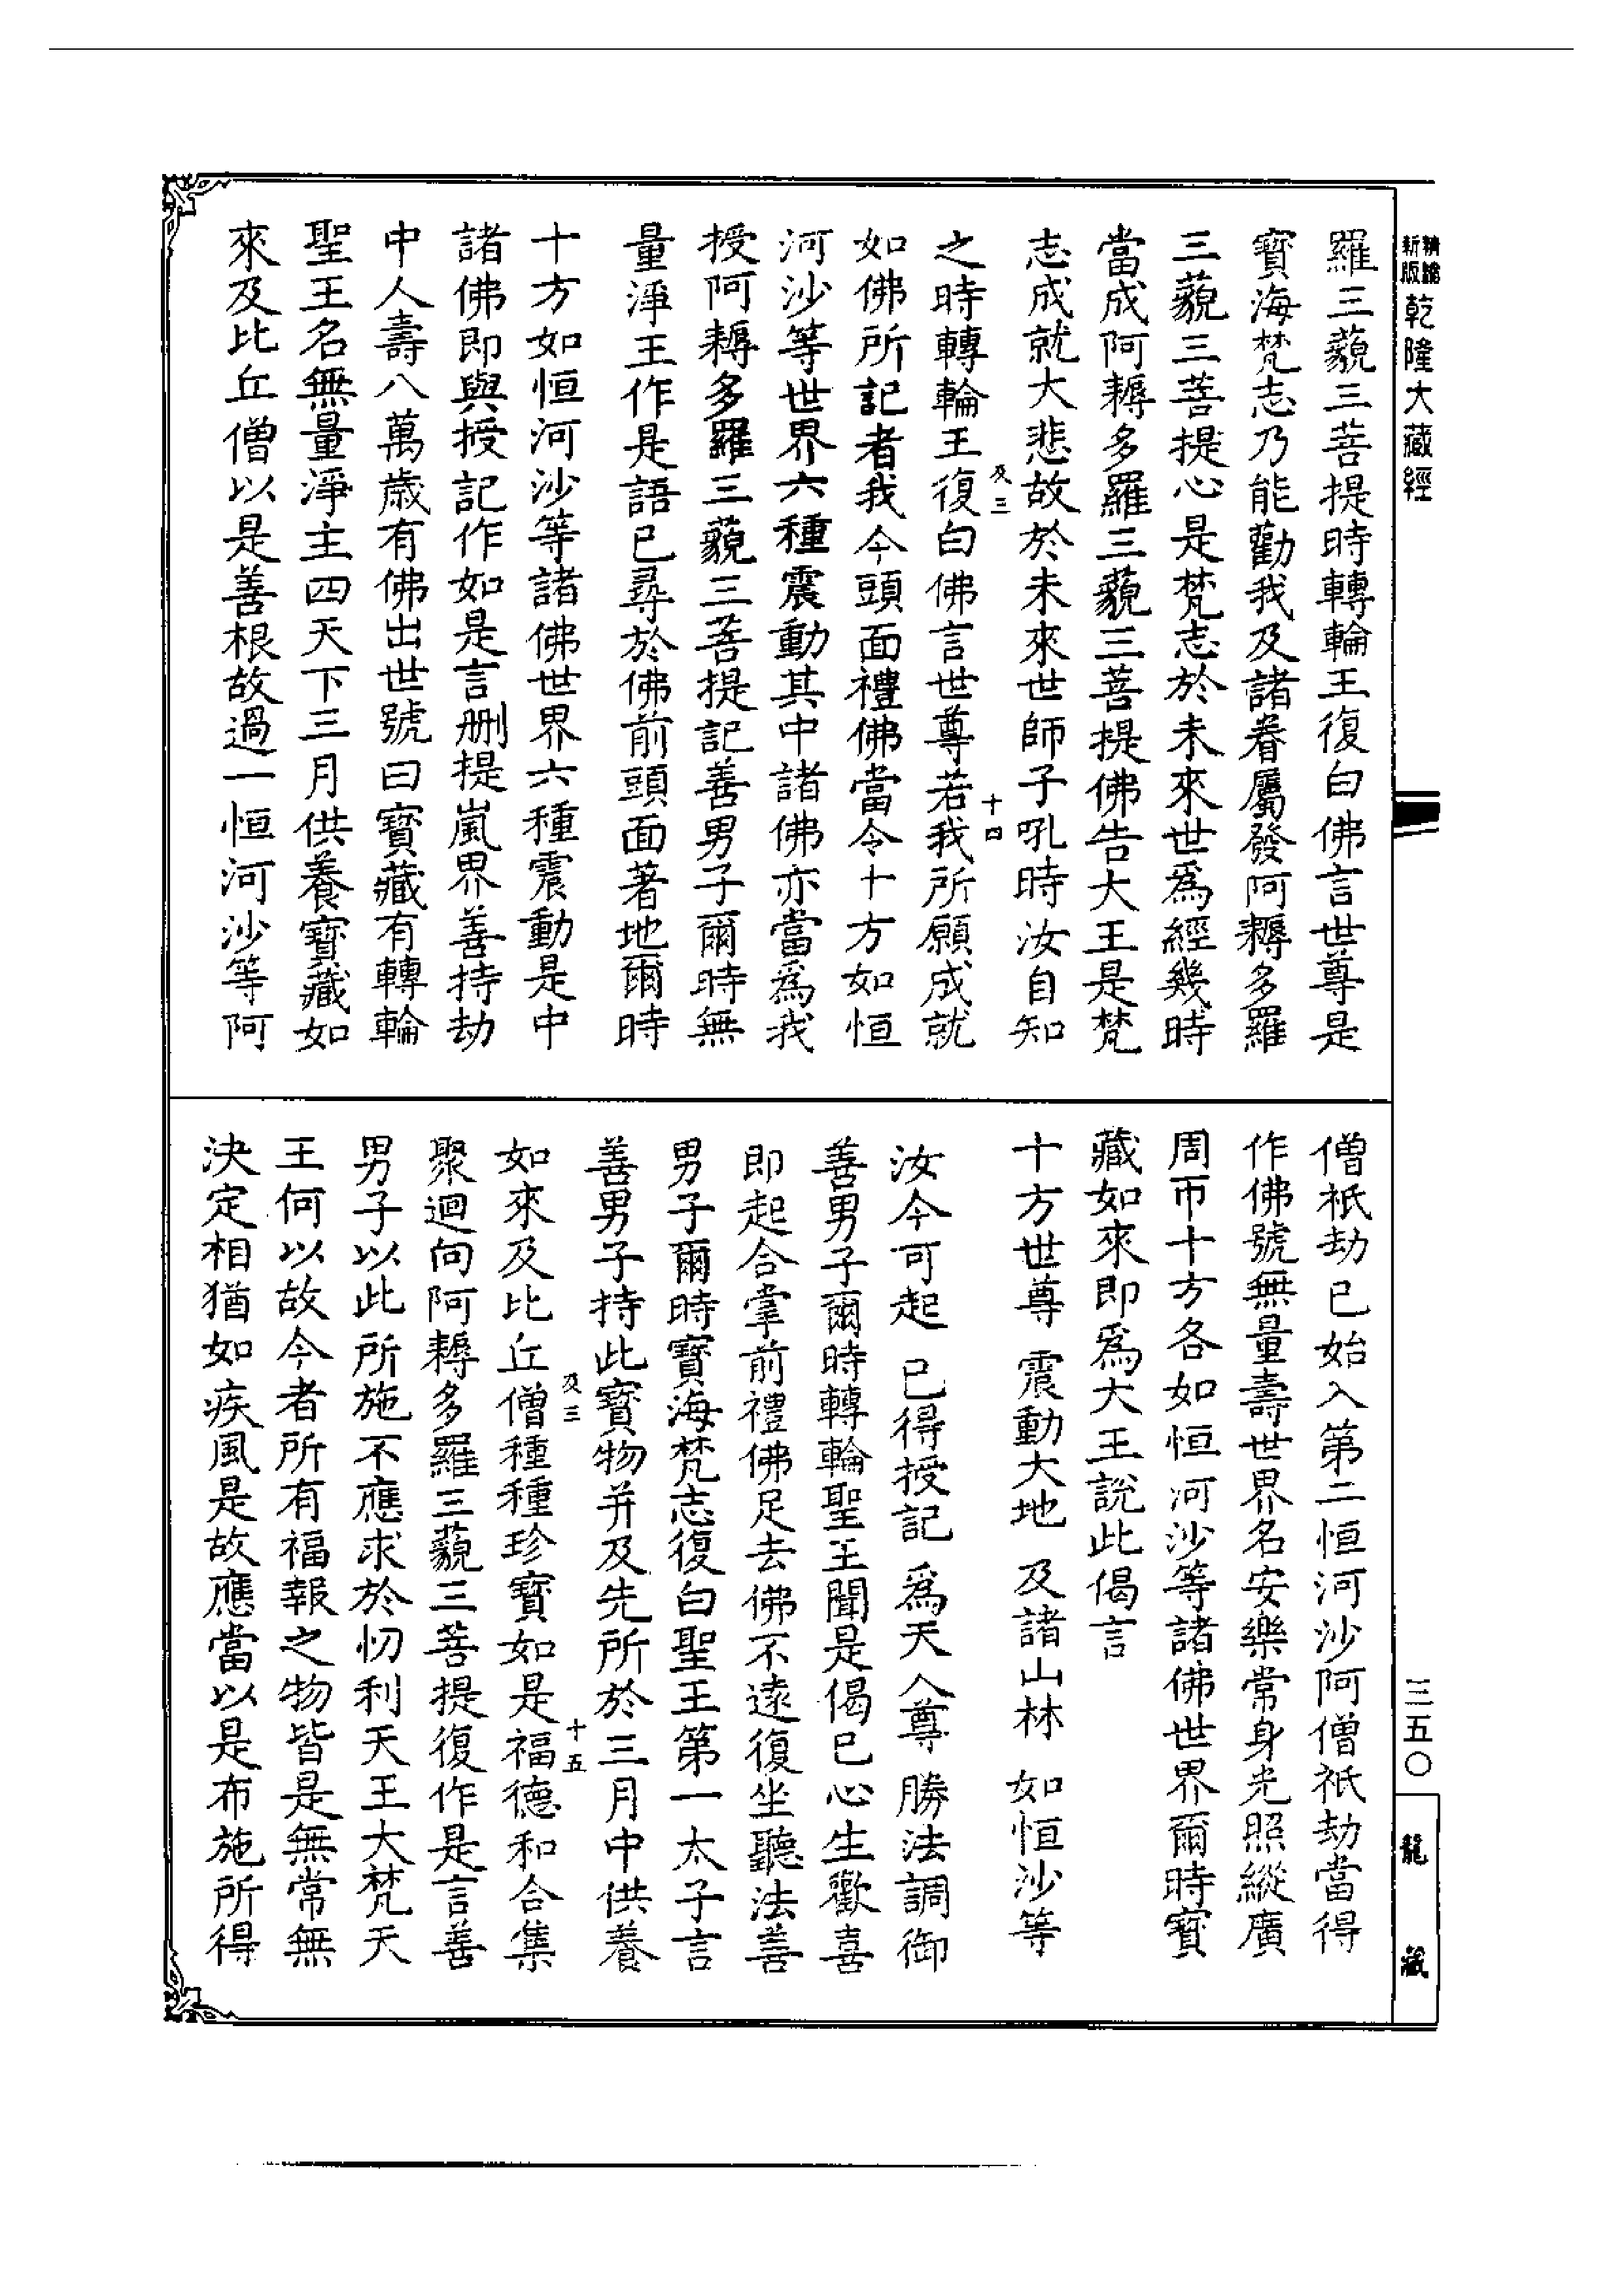 精繪新版乾隆大藏經
羅三藐三菩提時轉輪王復白佛言世尊是
寶海梵志乃能勸我及諸眷屬發阿耨多羅
三藐三菩提心是梵志於未來世爲經幾時
當成阿耨多羅三藐三菩提佛告大王是梵
志成就大悲故於未來世師子吼時汝自知
及三 十四
之時轉輪王復白佛言世尊若我所願成就
如佛所記者我今頭面禮佛當令十方如恒
河沙等世界六種震動其中諸佛亦當爲我
授阿耨多羅三藐三菩提記善男子爾時無
量淨王作是語已尋於佛前頭面著地爾時
十方如恒河沙等諸佛世界六種震動是中
諸佛即與授記作如是言删提嵐界善持劫
中人壽八萬歲有佛出世號曰寶藏有轉輪
聖王名無量淨主四天下三月供養寶藏如
來及比丘僧以是善根故過一恒河沙等阿
僧祇劫已始入第二恒河沙阿僧祇劫當得
作佛號無量壽世界名安樂常身光照縱廣
周帀十方各如恒河沙等諸佛世界爾時寶
藏如來即爲大王說此偈言
十方世尊 震動大地 及諸山林 如恒沙等
汝今可起 已得授記 爲天人尊 勝法調御
善男子爾時轉輪聖王聞是偈已心生歡喜
即起合掌前禮佛足去佛不遠復坐聽法善
男子爾時寶海梵志復白聖王第一太子言
善男子持此寶物并及先所於三月中供養
及三 十五
如來及比丘僧種種珍寶如是福德和合集
聚迴向阿耨多羅三藐三菩提復作是言善
男子以此所施不應求於忉利天王大梵天
王何以故今者所有福報之物皆是無常無
決定相猶如疾風是故應當以是布施所得
三五〇
龍藏